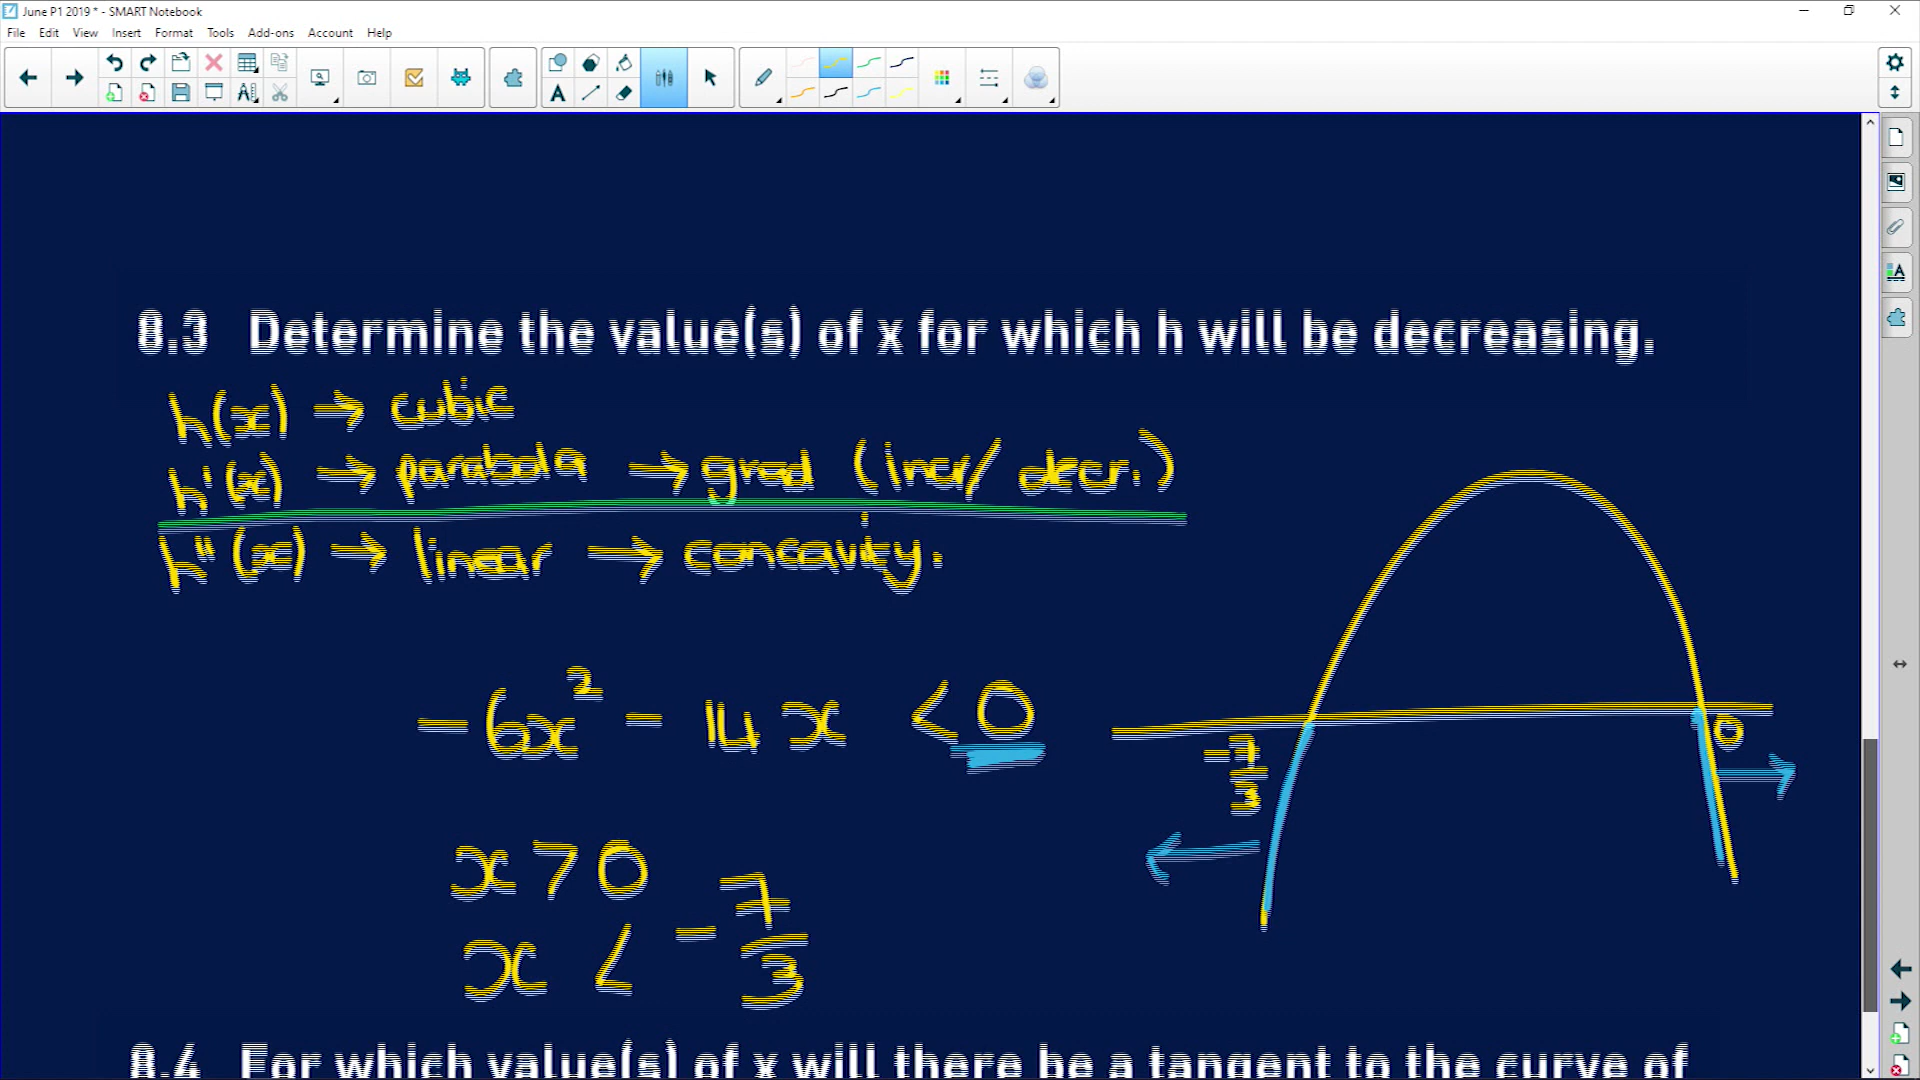 June P1 2019 * - SMART Notebook
File Edit View Insert Format Tools Add-ons Account Help
8.3 Determine the value(s) of x for which h will be decreasing.
h(x) → cubic
h'(x) → parabola → grad (incr/ decr.)
h''(x) → linear → concavity.
-6x² - 14x < 0
-7/3
0
x > 0
x < -7/3
8.4 For which value(s) of x will there be a tangent to the curve of